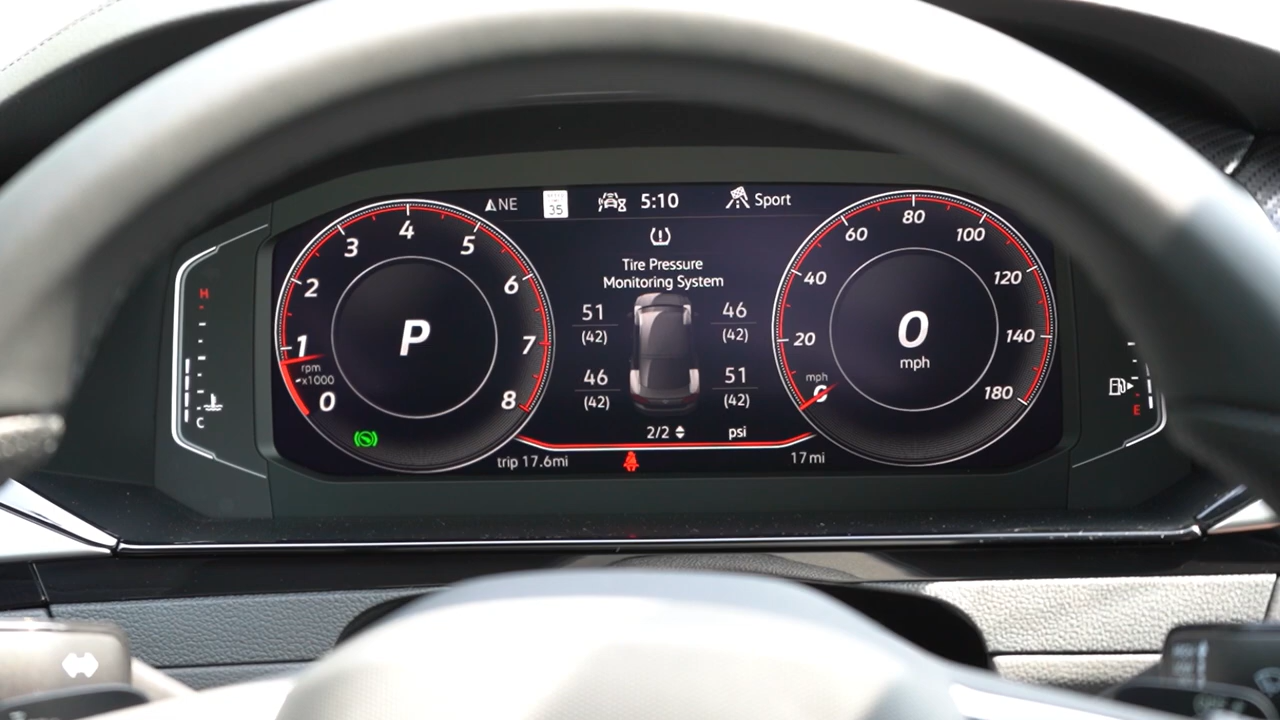 NE
35
5:10
Sport
Tire Pressure
Monitoring System
51
46
(42)
(42)
46
51
(42)
(42)
2/2
psi
trip 17.6mi
17 mi
0
1
2
3
4
5
6
7
8
rpm
x1000
P
0
20
40
60
80
100
120
140
180
mph
0
mph
H
C
E